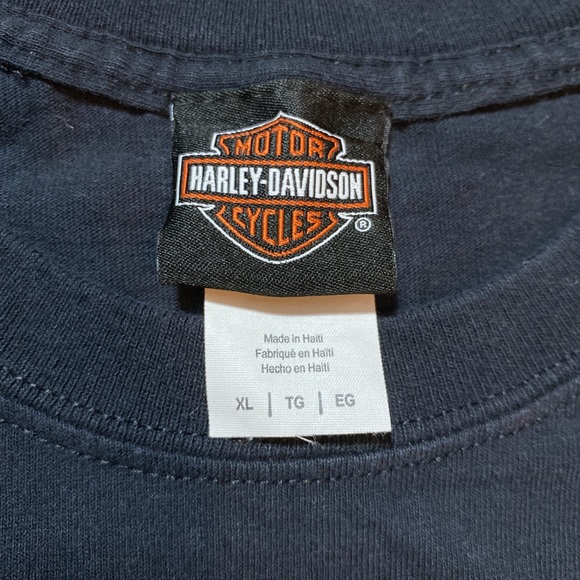 MOTOR
HARLEY-DAVIDSON
CYCLES ®
Made in Haiti
Fabriqué en Haïti
Hecho en Haití
XL | TG | EG